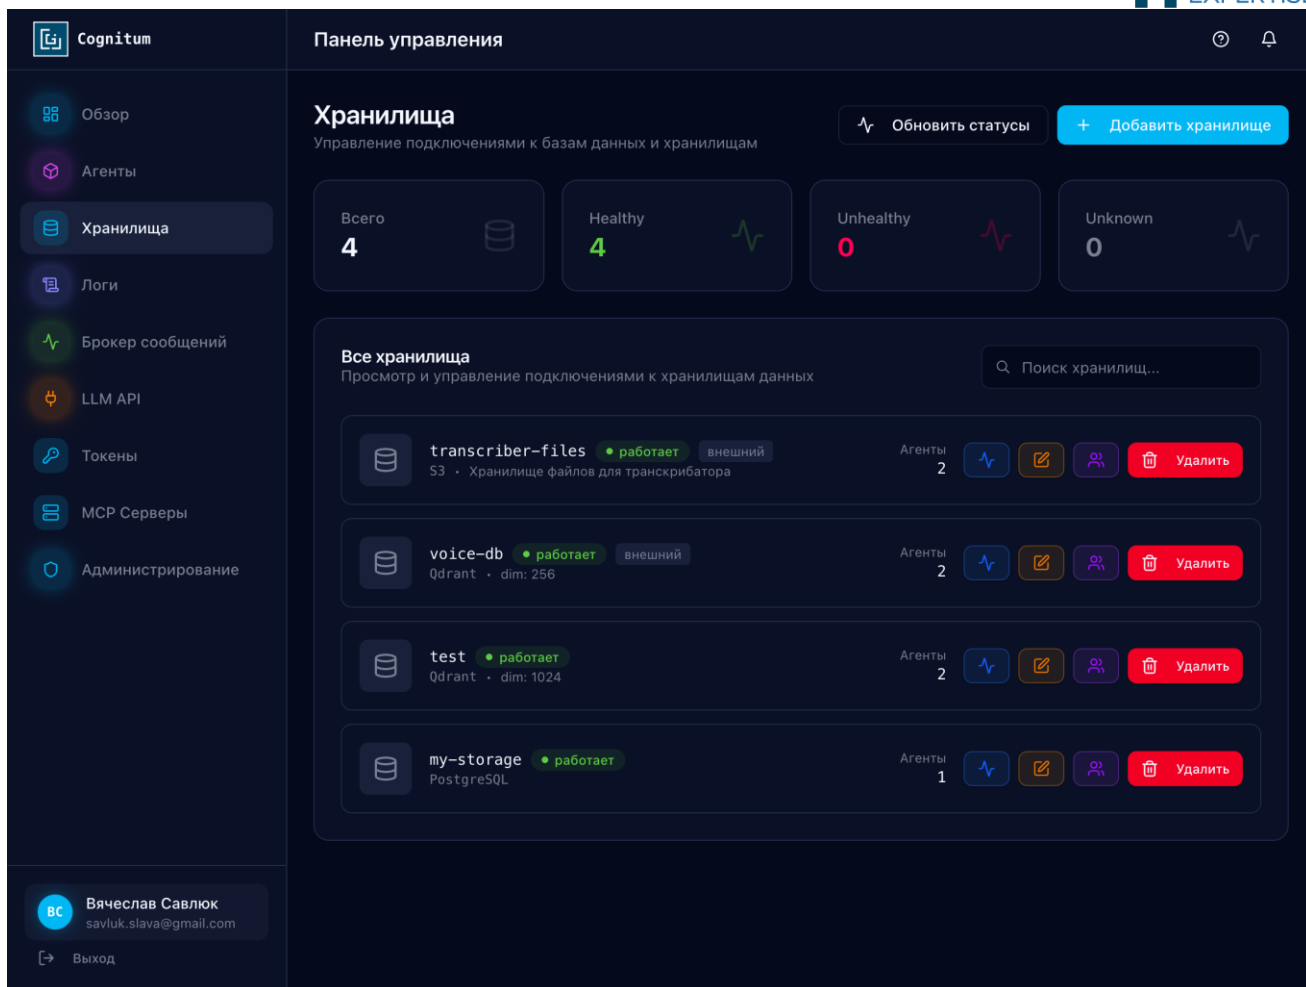 Cognitum
Панель управления
Обзор
Агенты
Хранилища
Логи
Брокер сообщений
LLM API
Токены
MCP Серверы
Администрирование
Вячеслав Савлюк
ВС
savluk.slava@gmail.com
Выход
Хранилища
Управление подключениями к базам данных и хранилищам
Обновить статусы
+ Добавить хранилище
Всего
4
Healthy
4
Unhealthy
0
Unknown
0
Все хранилища
Просмотр и управление подключениями к хранилищам данных
Поиск хранилищ...
transcriber-files • работает внешний
S3 • Хранилище файлов для транскрибатора
Агенты
2
Удалить
voice-db • работает внешний
Qdrant • dim: 256
Агенты
2
Удалить
test • работает
Qdrant • dim: 1024
Агенты
2
Удалить
my-storage • работает
PostgreSQL
Агенты
1
Удалить